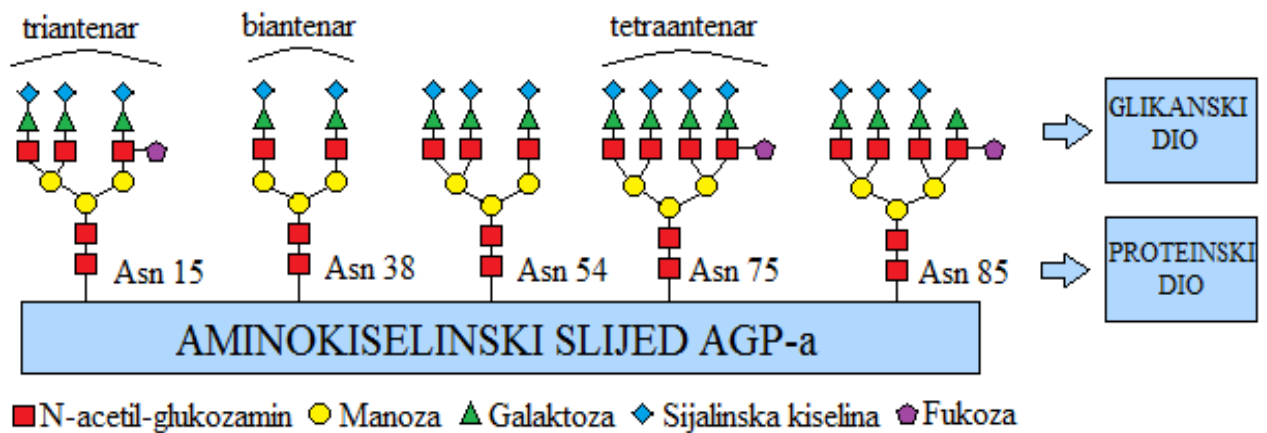 triantenar
biantenar
tetraantenar
GLIKANSKI
DIO
Asn 15
Asn 38
Asn 54
Asn 75
Asn 85
PROTEINSKI
DIO
AMINOKISELINSKI SLIJED AGP-a
N-acetil-glukozamin
Manoza
Galaktoza
Sijalinska kiselina
Fukoza